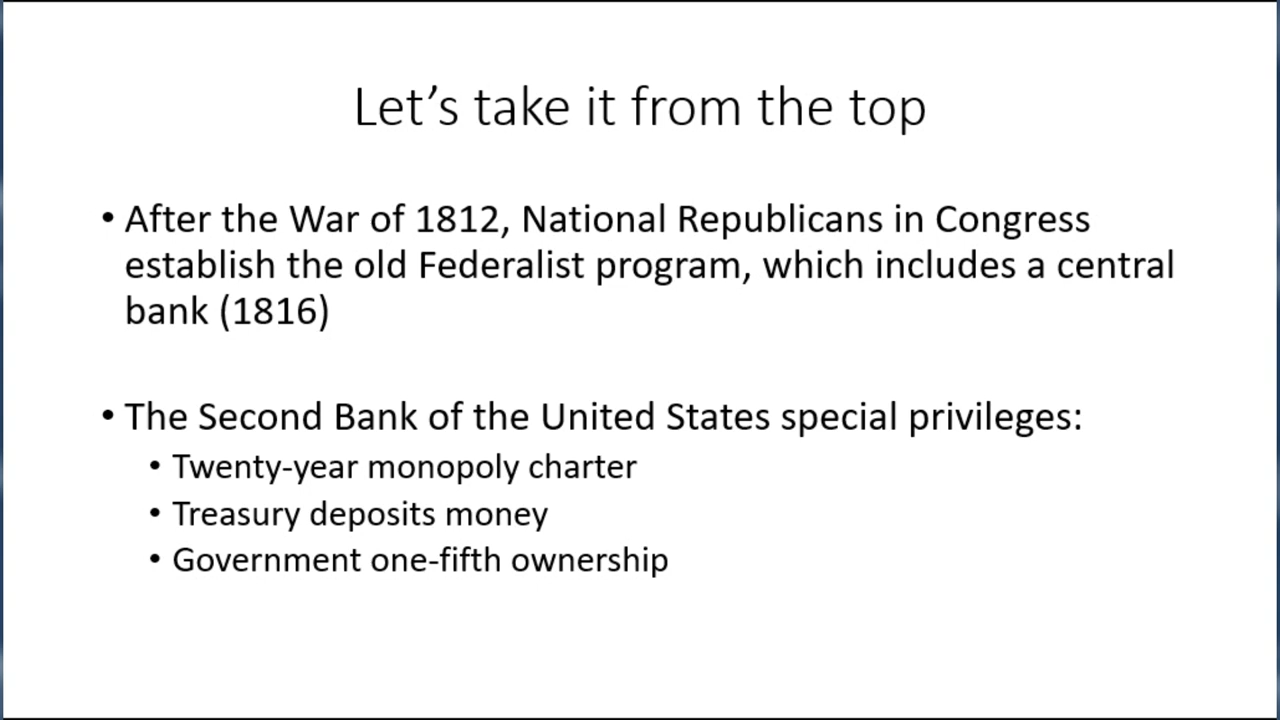 Let’s take it from the top
• After the War of 1812, National Republicans in Congress
establish the old Federalist program, which includes a central
bank (1816)
• The Second Bank of the United States special privileges:
• Twenty-year monopoly charter
• Treasury deposits money
• Government one-fifth ownership